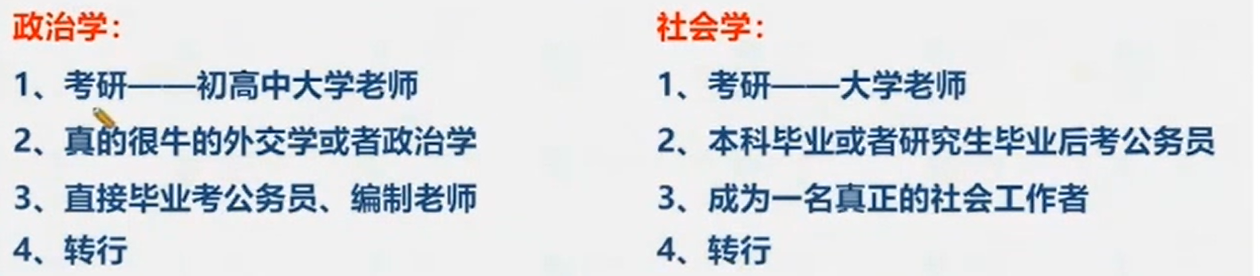 政治学：
1、考研——初高中大学老师
2、真的很牛的外交学或者政治学
3、直接毕业考公务员、编制老师
4、转行
社会学：
1、考研——大学老师
2、本科毕业或者研究生毕业后考公务员
3、成为一名真正的社会工作者
4、转行